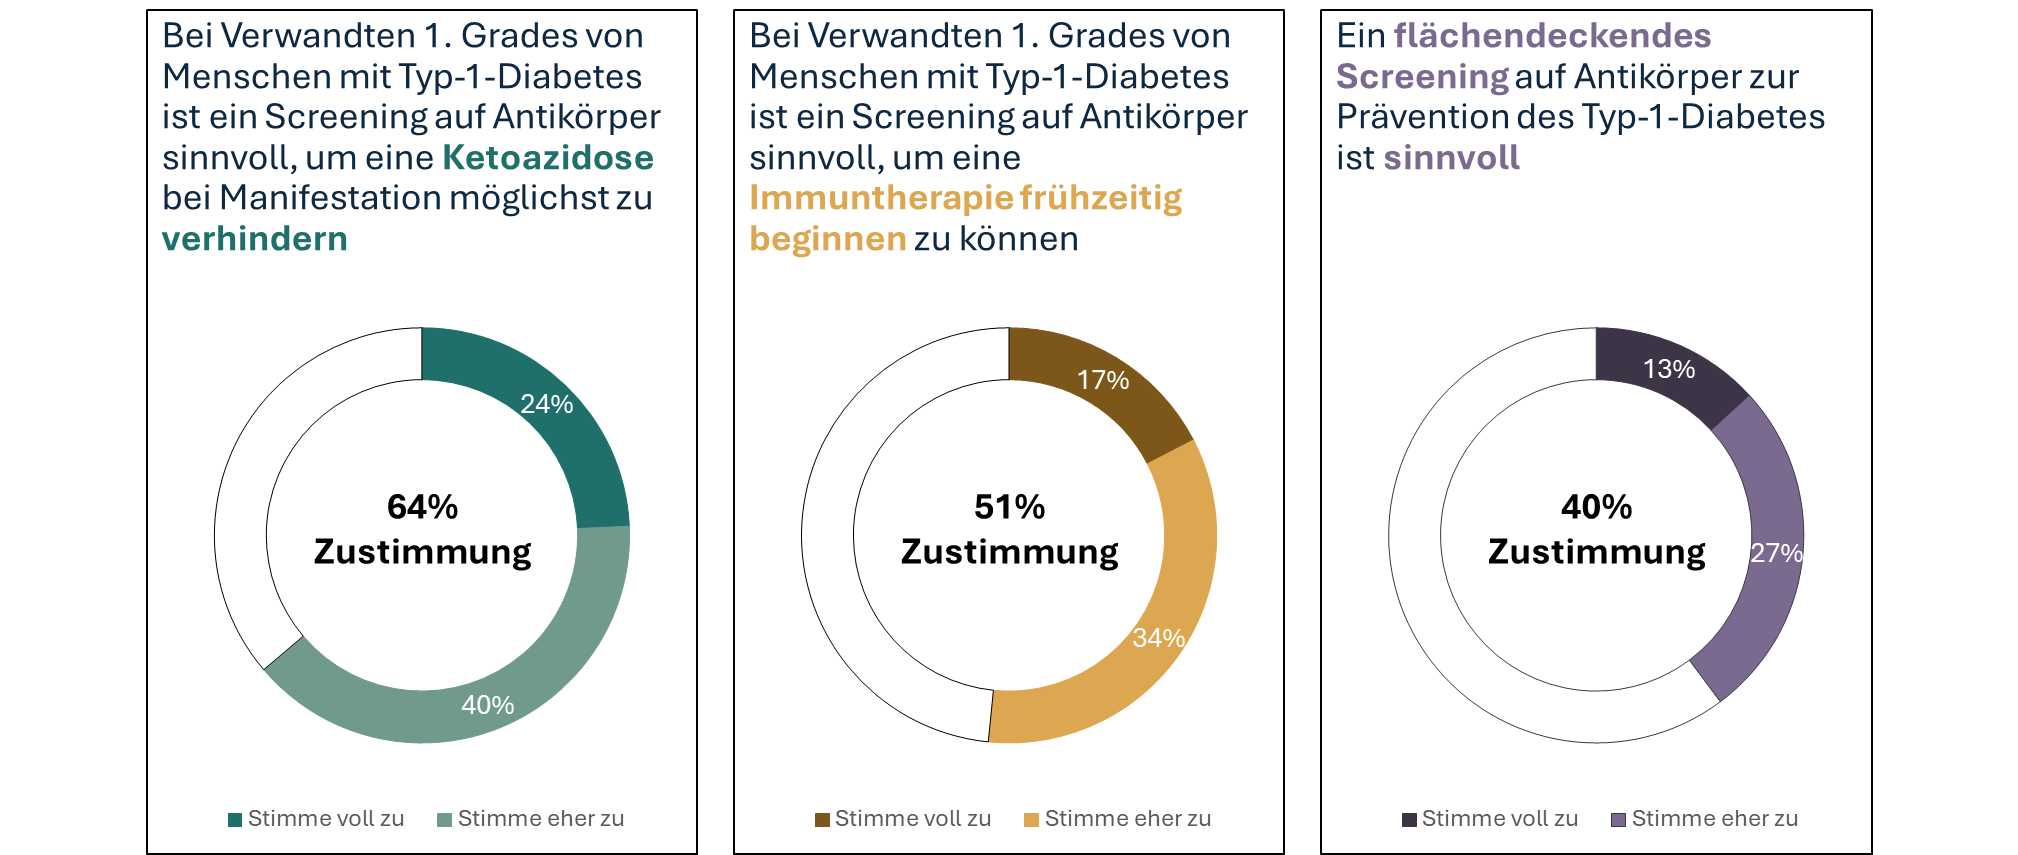 Bei Verwandten 1. Grades von
Menschen mit Typ-1-Diabetes
ist ein Screening auf Antikörper
sinnvoll, um eine Ketoazidose
bei Manifestation möglichst zu
verhindern
24%
40%
64%
Zustimmung
Stimme voll zu
Stimme eher zu
Bei Verwandten 1. Grades von
Menschen mit Typ-1-Diabetes
ist ein Screening auf Antikörper
sinnvoll, um eine
Immuntherapie frühzeitig
beginnen zu können
17%
34%
51%
Zustimmung
Stimme voll zu
Stimme eher zu
Ein flächendeckendes
Screening auf Antikörper zur
Prävention des Typ-1-Diabetes
ist sinnvoll
13%
27%
40%
Zustimmung
Stimme voll zu
Stimme eher zu